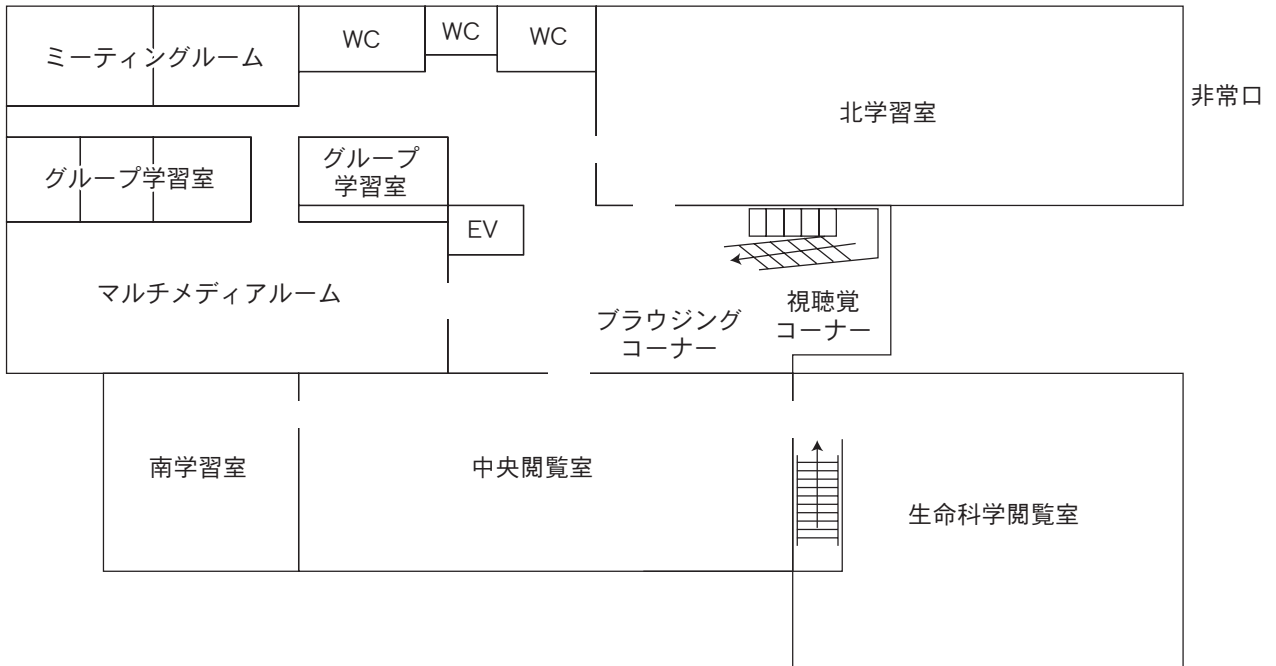 WC
WC
WC
ミーティングルーム
非常口
北学習室
グループ学習室
グループ
学習室
EV
マルチメディアルーム
ブラウジング
コーナー
視聴覚
コーナー
南学習室
中央閲覧室
生命科学閲覧室